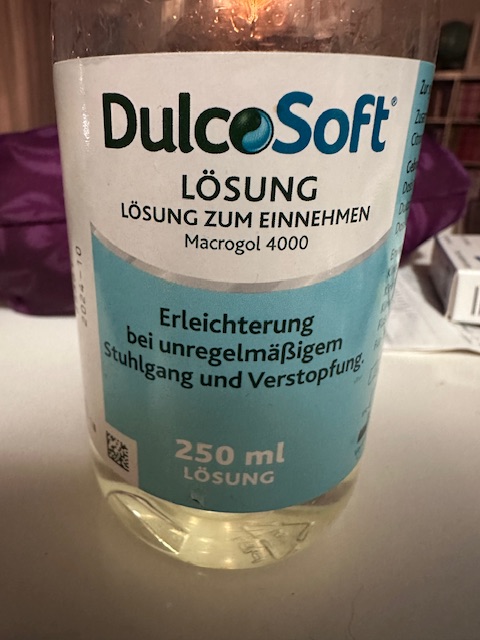 DulcoSoft®
LÖSUNG
LÖSUNG ZUM EINNEHMEN
Macrogol 4000
Erleichterung
bei unregelmäßigem
Stuhlgang und Verstopfung.
250 ml
LÖSUNG
2024-10